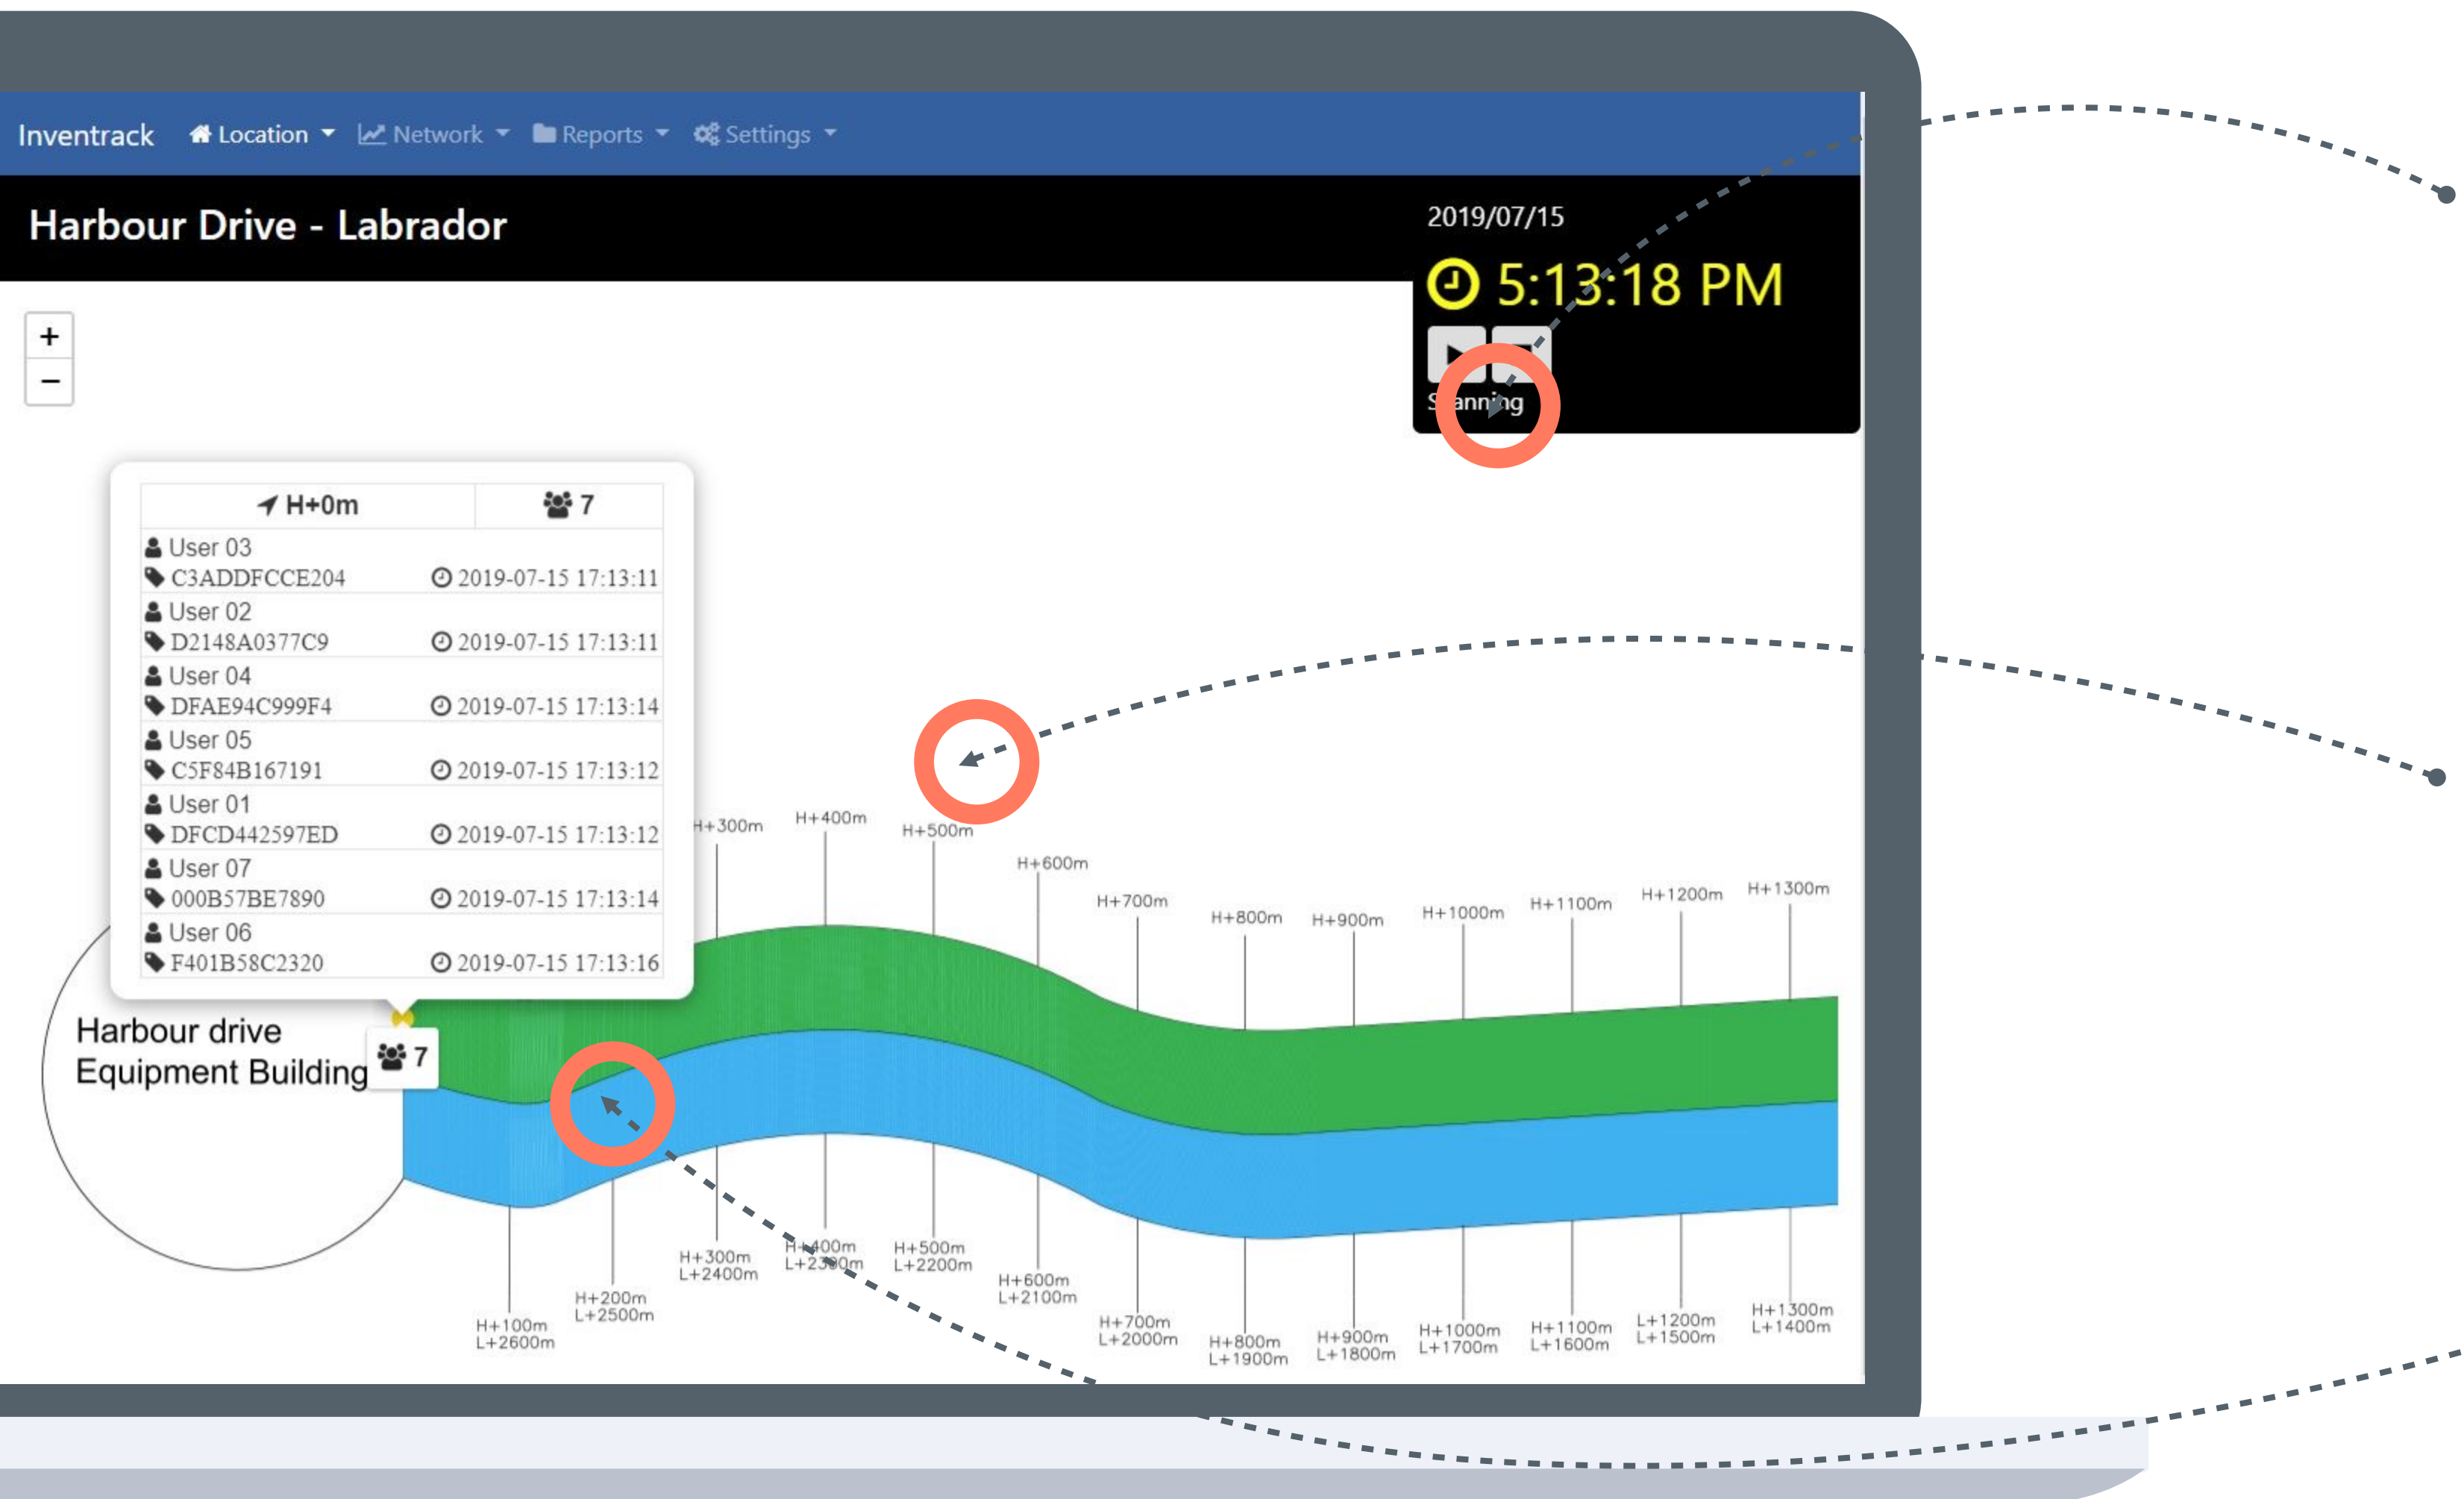 Inventrack Location Network Reports Settings
Harbour Drive - Labrador
2019/07/15
5:13:18 PM
Scanning
+
−
H+0m 7
User 03
C3ADDFCCE204 2019-07-15 17:13:11
User 02
D2148A0377C9 2019-07-15 17:13:11
User 04
DFAE94C999F4 2019-07-15 17:13:14
User 05
C5F84B167191 2019-07-15 17:13:12
User 01
DFCD442597ED 2019-07-15 17:13:12
User 07
000B57BE7890 2019-07-15 17:13:14
User 06
F401B58C2320 2019-07-15 17:13:16
H+300m
H+400m
H+500m
H+600m
H+700m
H+800m
H+900m
H+1000m
H+1100m
H+1200m
H+1300m
Harbour drive
Equipment Building
7
H+100m
L+2600m
H+200m
L+2500m
H+300m
L+2400m
H+400m
L+2300m
H+500m
L+2200m
H+600m
L+2100m
H+700m
L+2000m
H+800m
L+1900m
H+900m
L+1800m
H+1000m
L+1700m
H+1100m
L+1600m
L+1200m
L+1500m
H+1300m
L+1400m